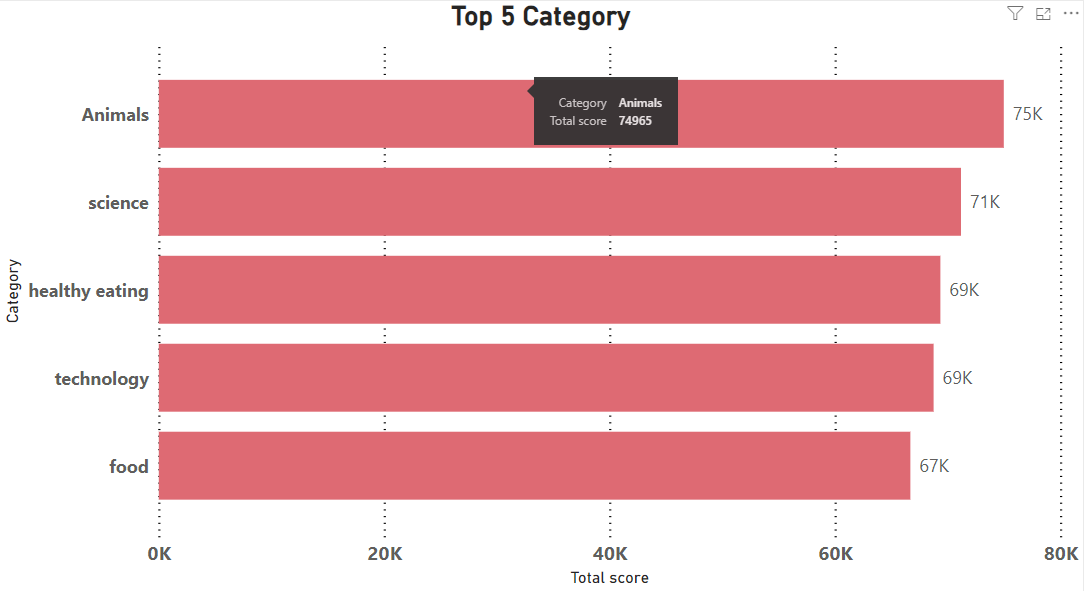 Top 5 Category
Category Animals
Total score 74965
Animals 75K
science 71K
healthy eating 69K
technology 69K
food 67K
Category
0K 20K 40K 60K 80K
Total score